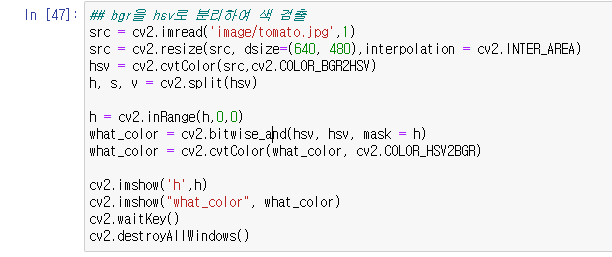 In [47]:
## bgr을 hsv로 분리하여 색 검출
src = cv2.imread('image/tomato.jpg',1)
src = cv2.resize(src, dsize=(640, 480),interpolation = cv2.INTER_AREA)
hsv = cv2.cvtColor(src,cv2.COLOR_BGR2HSV)
h, s, v = cv2.split(hsv)
h = cv2.inRange(h,0,0)
what_color = cv2.bitwise_and(hsv, hsv, mask = h)
what_color = cv2.cvtColor(what_color, cv2.COLOR_HSV2BGR)
cv2.imshow('h',h)
cv2.imshow("what_color", what_color)
cv2.waitKey()
cv2.destroyAllWindows()